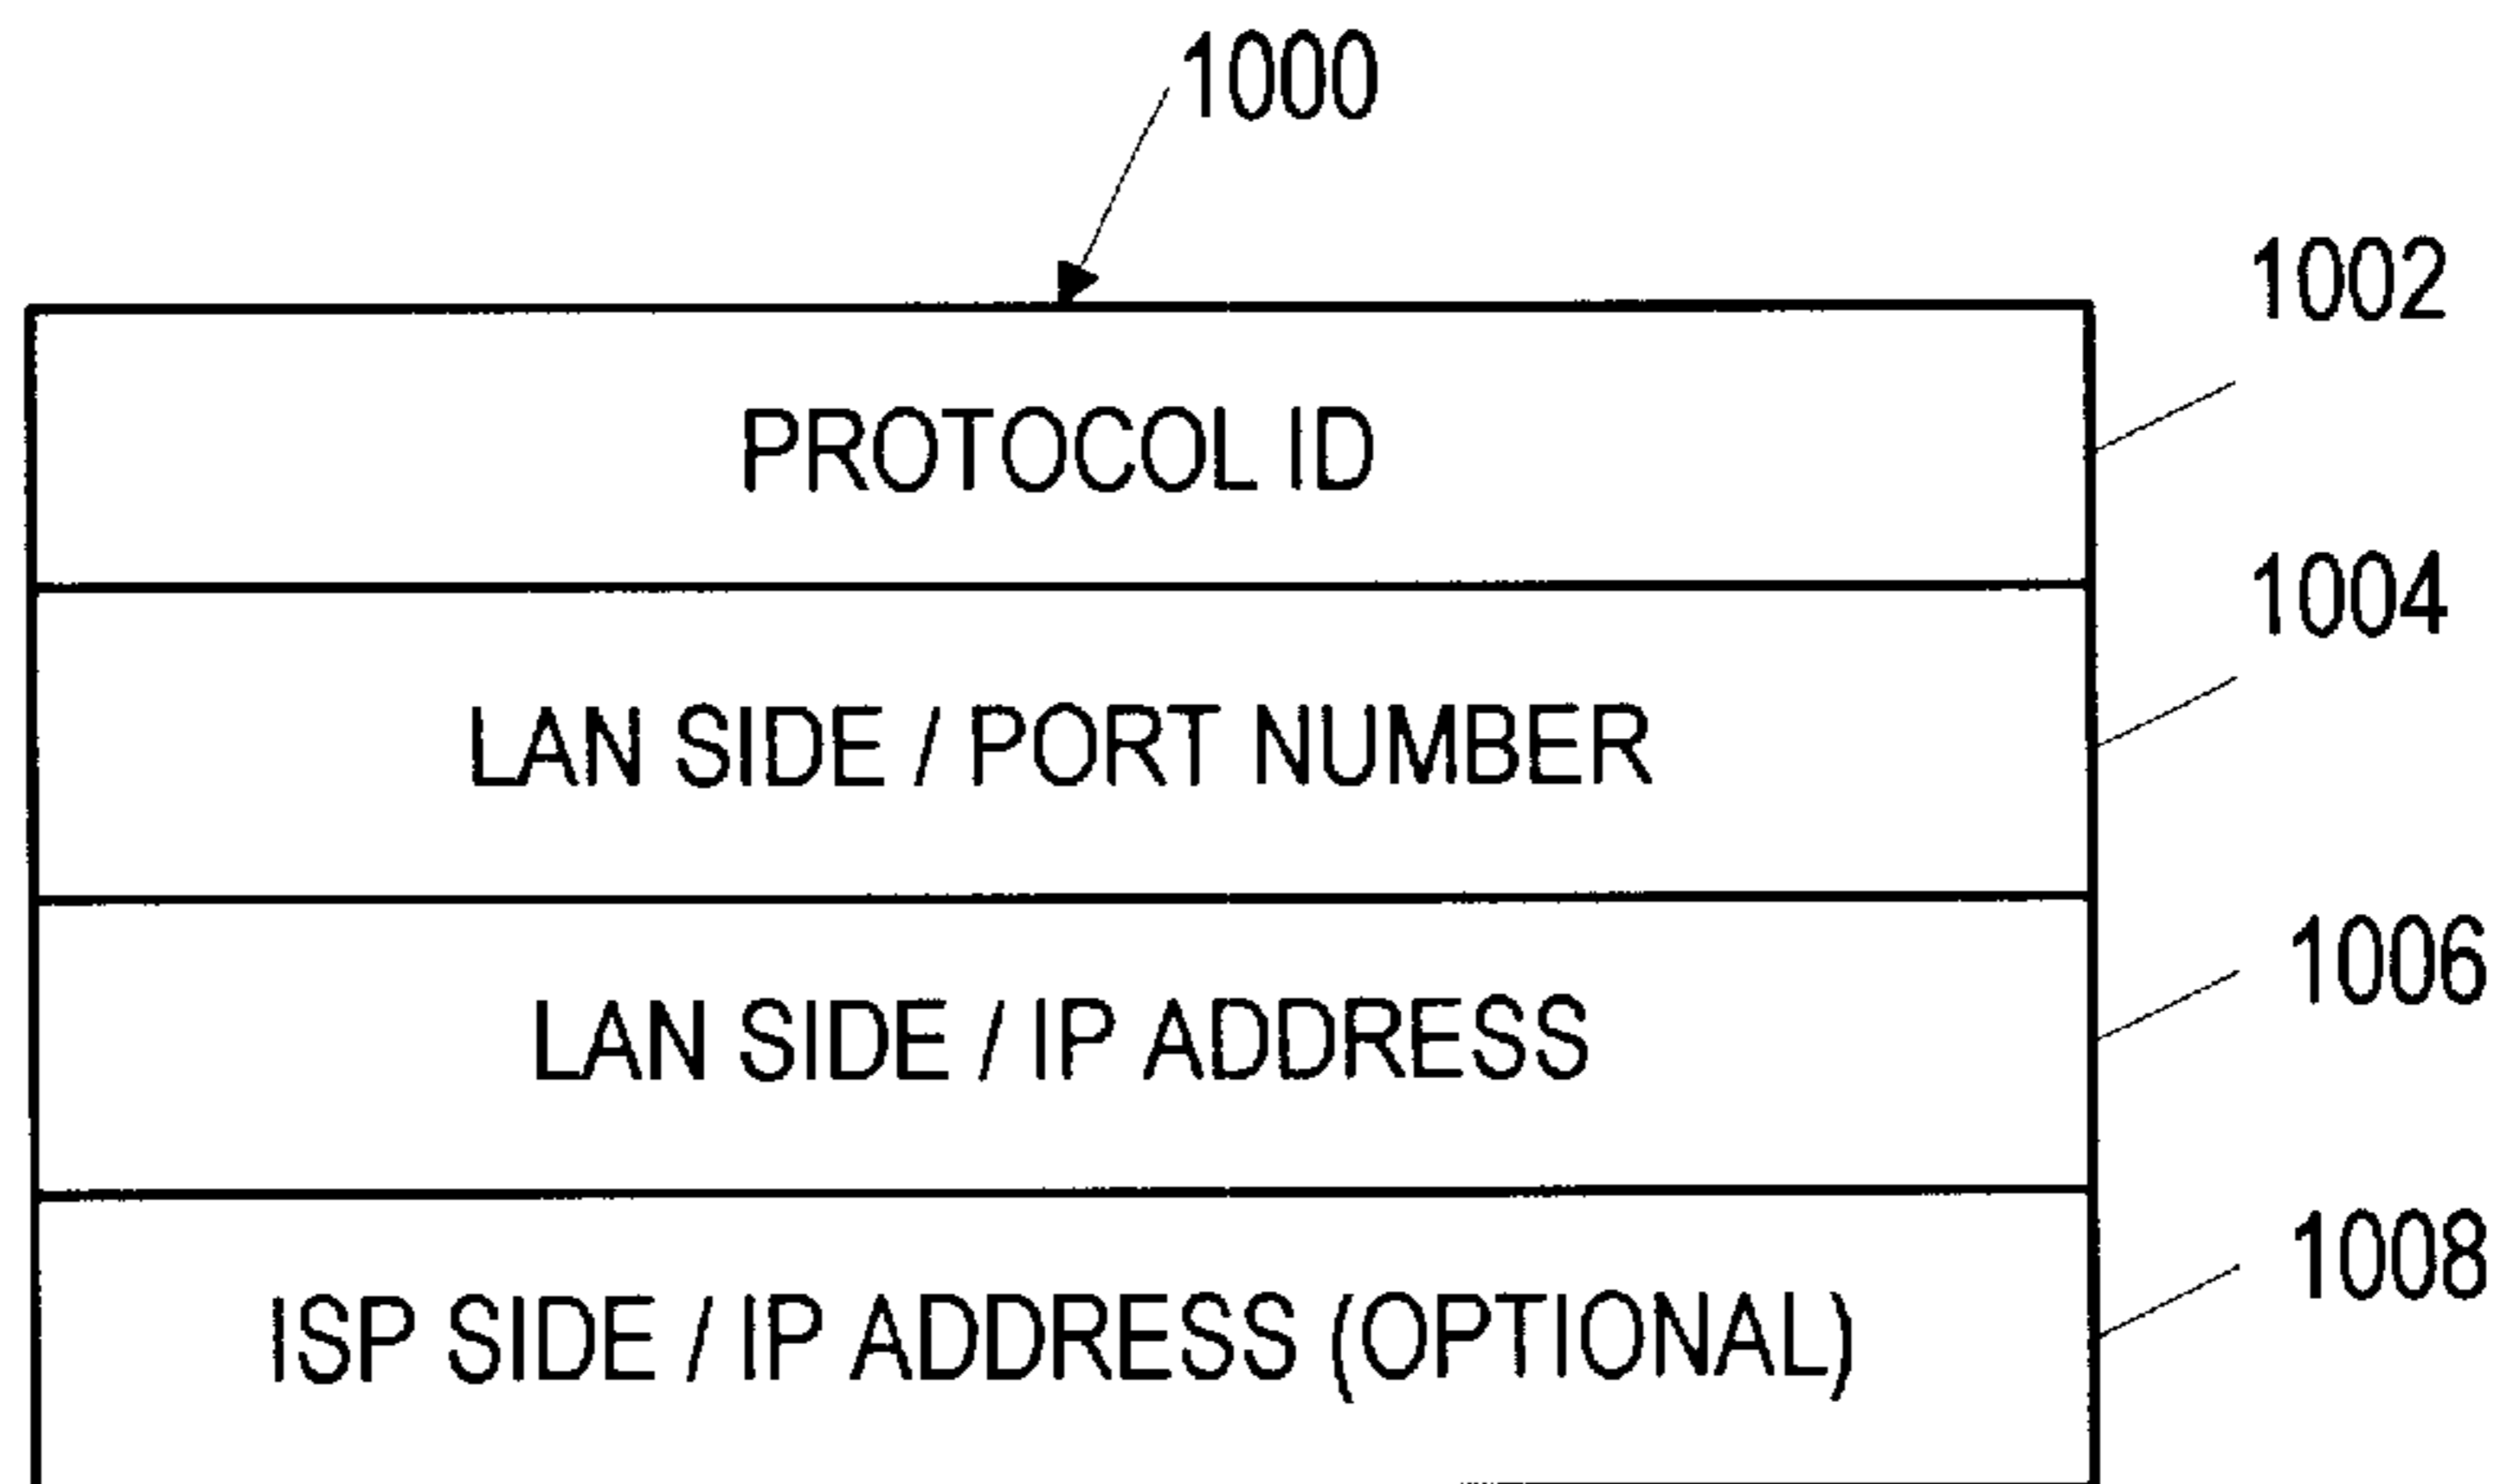 1000
1002
PROTOCOL ID
1004
LAN SIDE / PORT NUMBER
1006
LAN SIDE / IP ADDRESS
1008
ISP SIDE / IP ADDRESS (OPTIONAL)